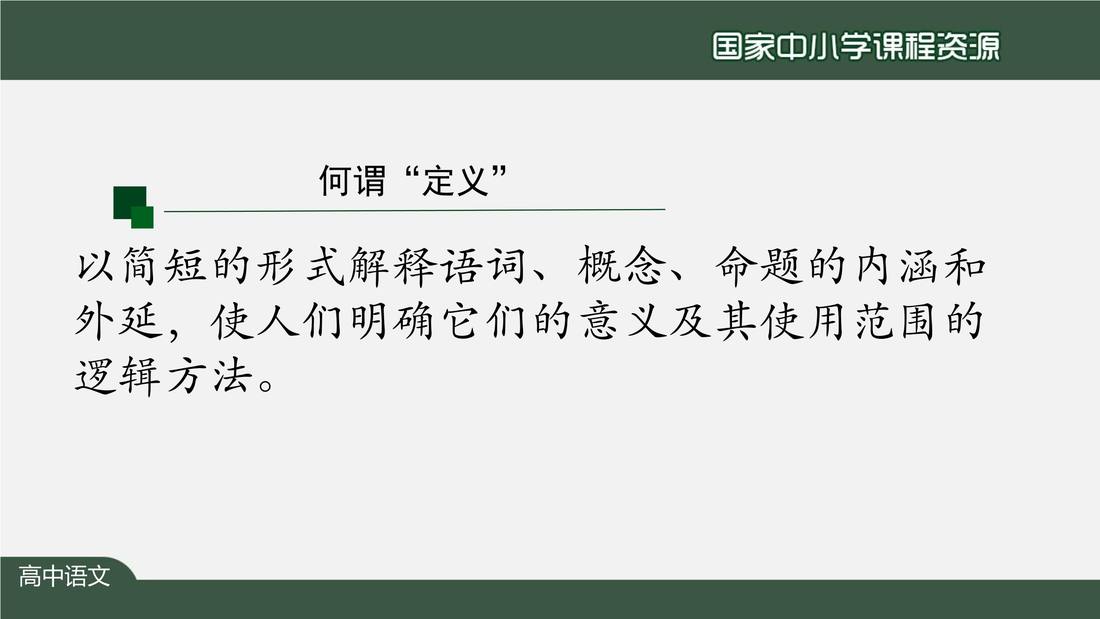 国家中小学课程资源
何谓“定义”
以简短的形式解释语词、概念、命题的内涵和
外延，使人们明确它们的意义及其使用范围的
逻辑方法。
高中语文